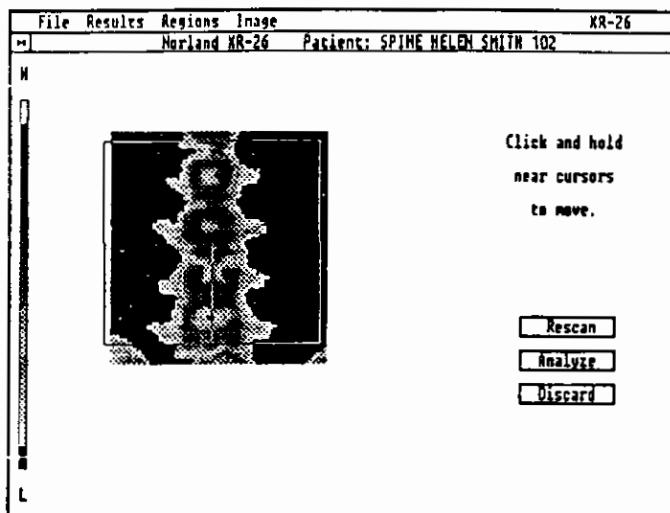 File Results Regions Image XR-26
Norland XR-26 Patient: SPINE HELEN SMITH 102
H
Click and hold
near cursors
to move.
Rescan
Analyze
Discard
L